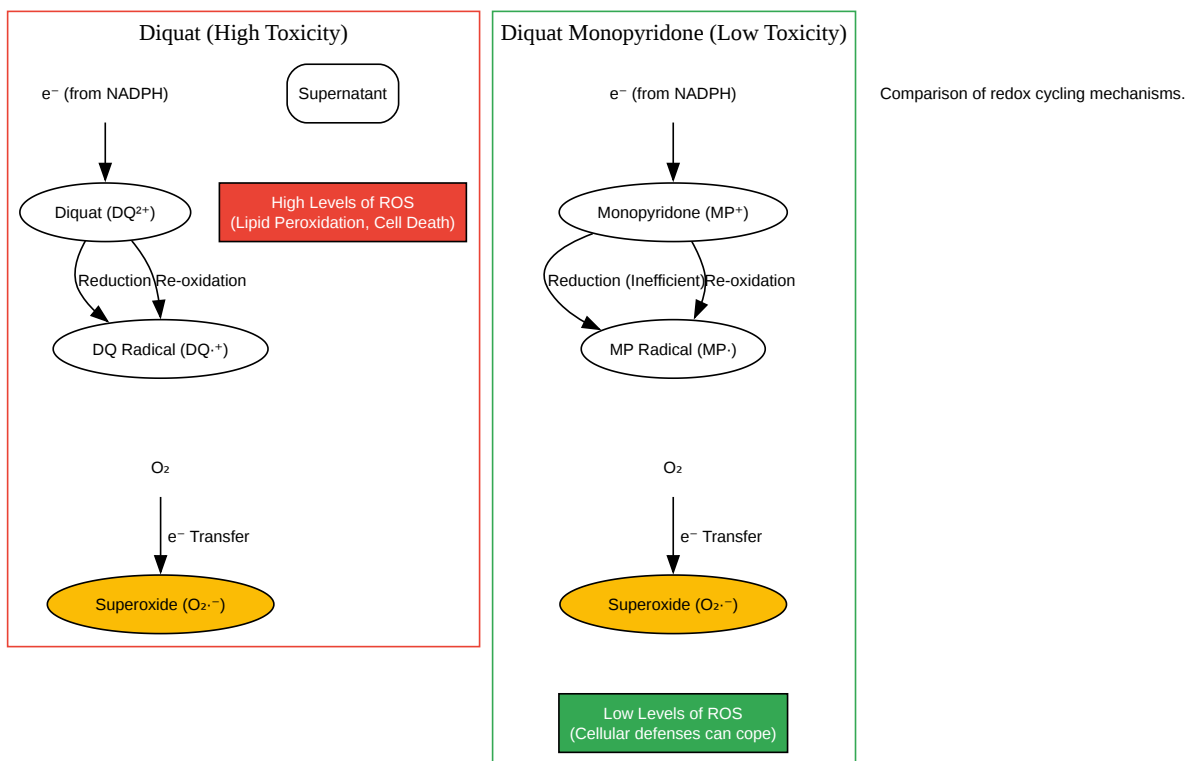 Diquat (High Toxicity)
e⁻ (from NADPH)
Supernatant
Diquat (DQ²⁺)
High Levels of ROS
(Lipid Peroxidation, Cell Death)
Reduction
Re-oxidation
DQ Radical (DQ·⁺)
O₂
e⁻ Transfer
Superoxide (O₂·⁻)
Diquat Monopyridone (Low Toxicity)
e⁻ (from NADPH)
Monopyridone (MP⁺)
Reduction (Inefficient)
Re-oxidation
MP Radical (MP·)
O₂
e⁻ Transfer
Superoxide (O₂·⁻)
Low Levels of ROS
(Cellular defenses can cope)
Comparison of redox cycling mechanisms.